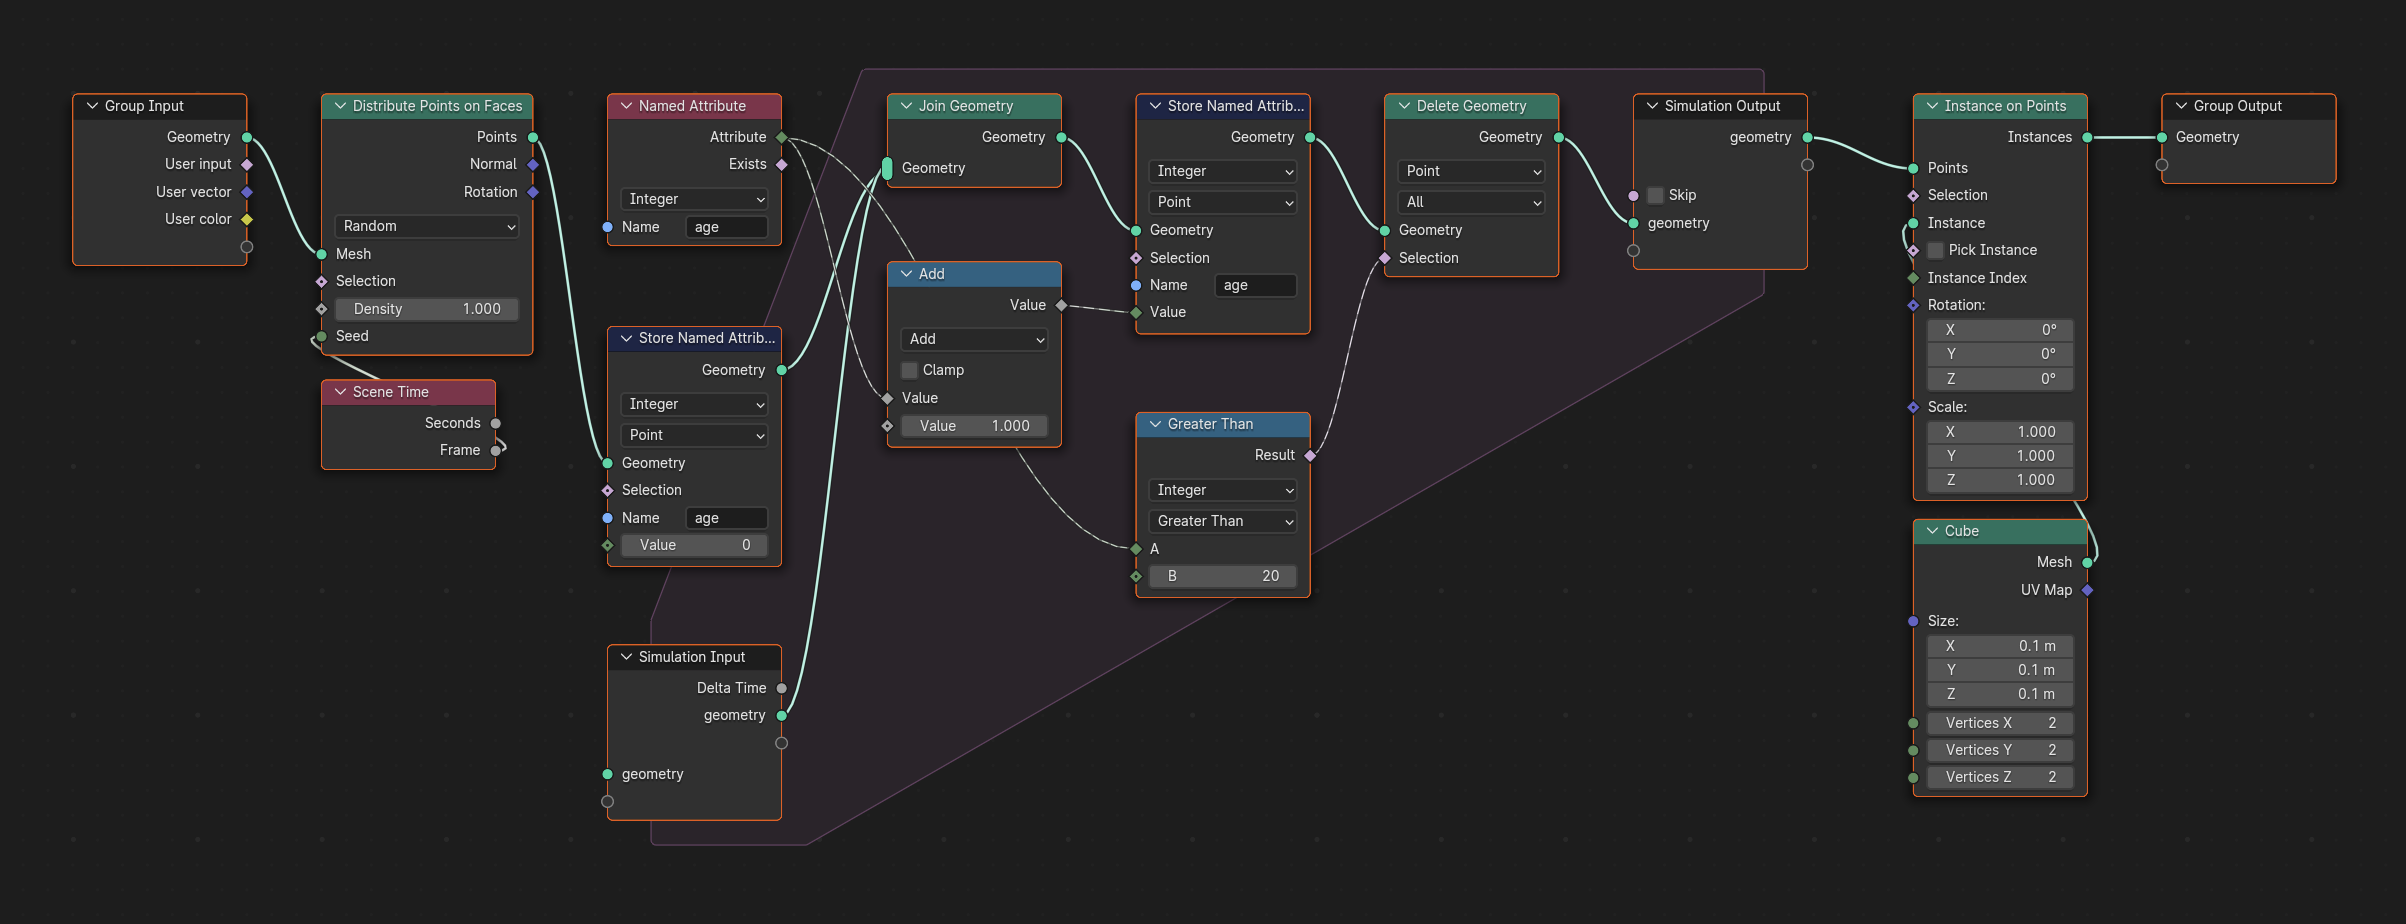 Group Input
Geometry
User input
User vector
User color
Distribute Points on Faces
Points
Normal
Rotation
Random
Mesh
Selection
Density 1.000
Seed
Scene Time
Seconds
Frame
Named Attribute
Attribute
Exists
Integer
Name age
Store Named Attrib...
Geometry
Integer
Point
Geometry
Selection
Name age
Value 0
Simulation Input
Delta Time
geometry
geometry
Join Geometry
Geometry
Geometry
Add
Value
Add
Clamp
Value
Value 1.000
Store Named Attrib...
Geometry
Integer
Point
Geometry
Selection
Name age
Value
Greater Than
Result
Integer
Greater Than
A
B 20
Delete Geometry
Geometry
Point
All
Geometry
Selection
Simulation Output
geometry
Skip
geometry
Instance on Points
Instances
Points
Selection
Instance
Pick Instance
Instance Index
Rotation:
X 0°
Y 0°
Z 0°
Scale:
X 1.000
Y 1.000
Z 1.000
Cube
Mesh
UV Map
Size:
X 0.1 m
Y 0.1 m
Z 0.1 m
Vertices X 2
Vertices Y 2
Vertices Z 2
Group Output
Geometry